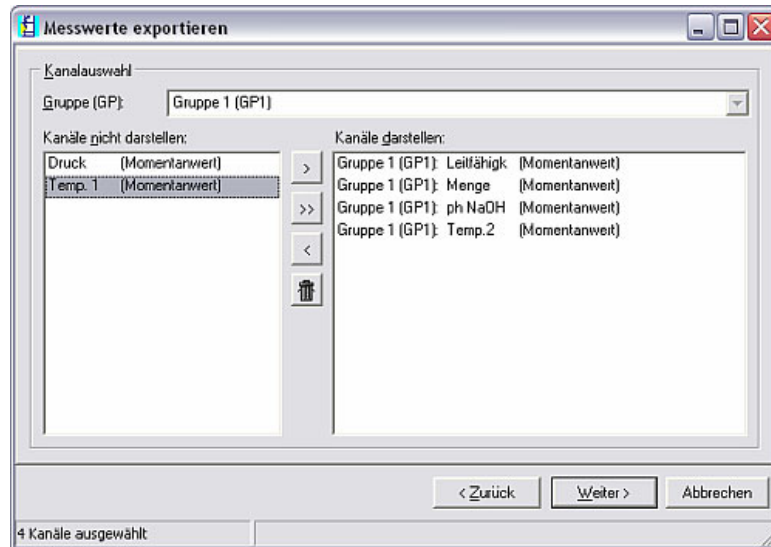 Messwerte exportieren
Kanalauswahl
Gruppe (GP): Gruppe 1 (GP1)
Kanäle nicht darstellen:
Druck (Momentanwert)
Temp. 1 (Momentanwert)
>
>>
<
Kanäle darstellen:
Gruppe 1 (GP1): Leitfähigk (Momentanwert)
Gruppe 1 (GP1): Menge (Momentanwert)
Gruppe 1 (GP1): ph NaOH (Momentanwert)
Gruppe 1 (GP1): Temp.2 (Momentanwert)
< Zurück
Weiter >
Abbrechen
4 Kanäle ausgewählt